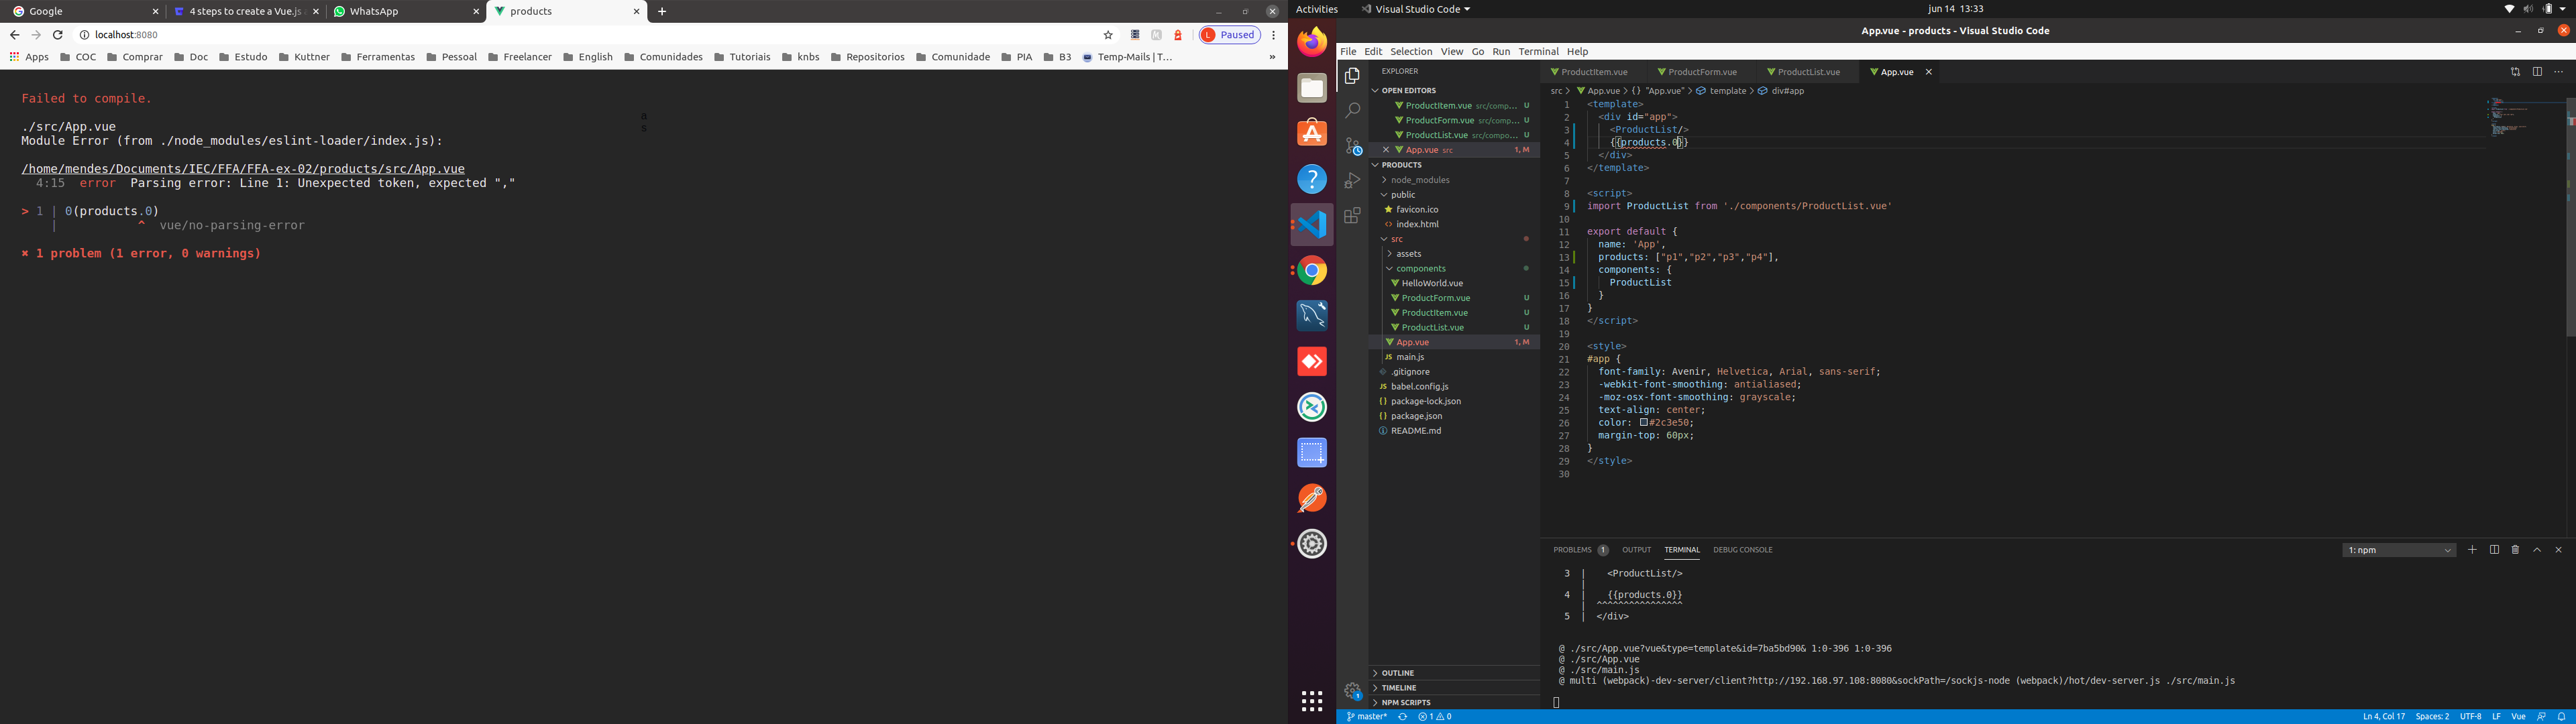 Google
4 steps to create a Vue.js
WhatsApp
products
localhost:8080
Paused
Apps
COC
Comprar
Doc
Estudo
Kuttner
Ferramentas
Pessoal
Freelancer
English
Comunidades
Tutoriais
knbs
Repositorios
Comunidade
PIA
B3
Temp-Mails | T...
»
Failed to compile.
./src/App.vue
Module Error (from ./node_modules/eslint-loader/index.js):
/home/mendes/Documents/IEC/FFA/FFA-ex-02/products/src/App.vue
4:15  error  Parsing error: Line 1: Unexpected token, expected ","
> 1 | 0(products.0)
|           ^  vue/no-parsing-error
✖ 1 problem (1 error, 0 warnings)
Activities
Visual Studio Code
jun 14 13:33
App.vue - products - Visual Studio Code
File Edit Selection View Go Run Terminal Help
EXPLORER
OPEN EDITORS
ProductItem.vue src/comp... U
ProductForm.vue src/comp... U
ProductList.vue src/compo... U
App.vue src 1, M
PRODUCTS
node_modules
public
favicon.ico
index.html
src
assets
components
HelloWorld.vue
ProductForm.vue U
ProductItem.vue U
ProductList.vue U
App.vue 1, M
main.js
.gitignore
babel.config.js
package-lock.json
package.json
README.md
OUTLINE
TIMELINE
NPM SCRIPTS
ProductItem.vue
ProductForm.vue
ProductList.vue
App.vue
src > App.vue > {} "App.vue" > template > div#app
1 <template>
2 <div id="app">
3 <ProductList/>
4 {{products.0}}
5 </div>
6 </template>
7
8 <script>
9 import ProductList from './components/ProductList.vue'
10
11 export default {
12 name: 'App',
13 products: ["p1","p2","p3","p4"],
14 components: {
15 ProductList
16 }
17 }
18 </script>
19
20 <style>
21 #app {
22 font-family: Avenir, Helvetica, Arial, sans-serif;
23 -webkit-font-smoothing: antialiased;
24 -moz-osx-font-smoothing: grayscale;
25 text-align: center;
26 color: #2c3e50;
27 margin-top: 60px;
28 }
29 </style>
30
PROBLEMS 1 OUTPUT TERMINAL DEBUG CONSOLE
1: npm
3 | <ProductList/>
|
4 | {{products.0}}
| ^^^^^^^^^^^^^^^^
5 | </div>
@ ./src/App.vue?vue&type=template&id=7ba5bd90& 1:0-396 1:0-396
@ ./src/App.vue
@ ./src/main.js
@ multi (webpack)-dev-server/client?http://192.168.97.108:8080&sockPath=/sockjs-node (webpack)/hot/dev-server.js ./src/main.js
master*
1 0
Ln 4, Col 17
Spaces: 2
UTF-8
LF
Vue